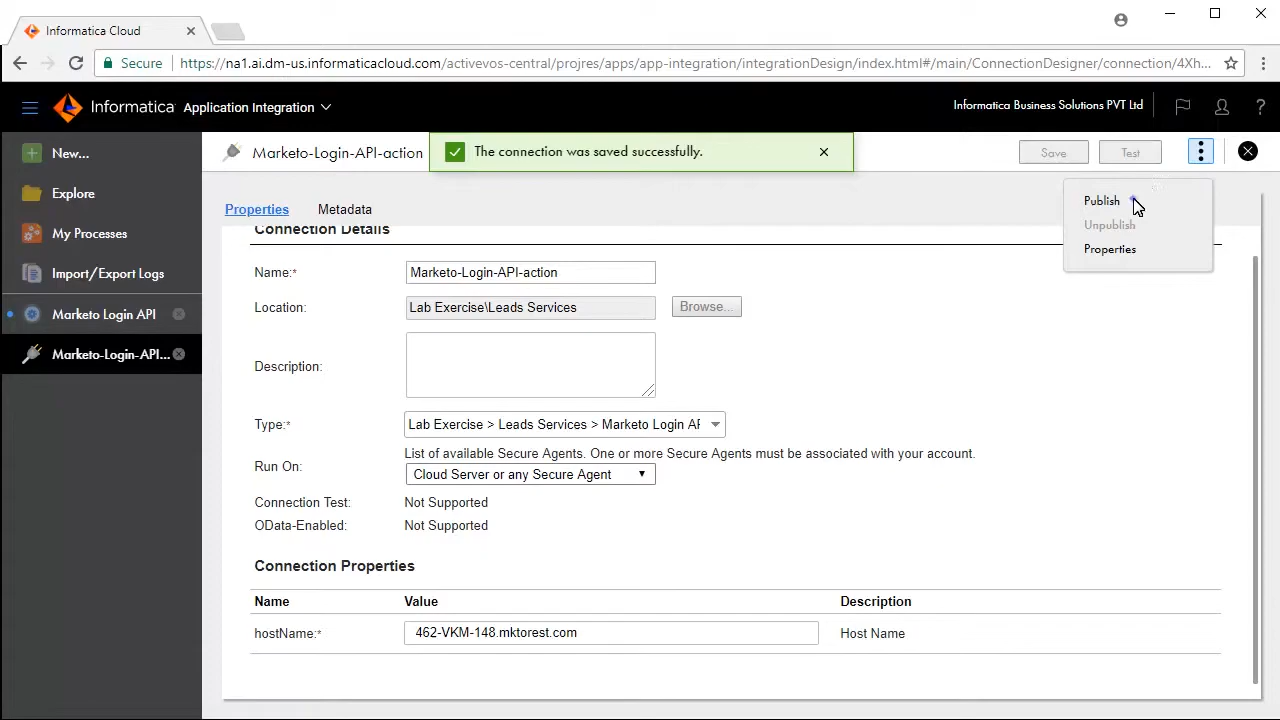 Informatica Cloud
Secure
https://na1.ai.dm-us.informaticacloud.com/activevos-central/projres/apps/app-integration/integrationDesign/index.html#/main/ConnectionDesigner/connection/4Xh...
Informatica Application Integration
Informatica Business Solutions PVT Ltd
?
New...
Explore
My Processes
Import/Export Logs
Marketo Login API
Marketo-Login-API...
Marketo-Login-API-action
The connection was saved successfully.
Save
Test
Publish
Unpublish
Properties
Properties
Metadata
Connection Details
Name:*
Marketo-Login-API-action
Location:
Lab Exercise\Leads Services
Browse...
Description:
Type:*
Lab Exercise > Leads Services > Marketo Login AP
List of available Secure Agents. One or more Secure Agents must be associated with your account.
Run On:
Cloud Server or any Secure Agent
Connection Test:
Not Supported
OData-Enabled:
Not Supported
Connection Properties
Name
Value
Description
hostName:*
462-VKM-148.mktorest.com
Host Name